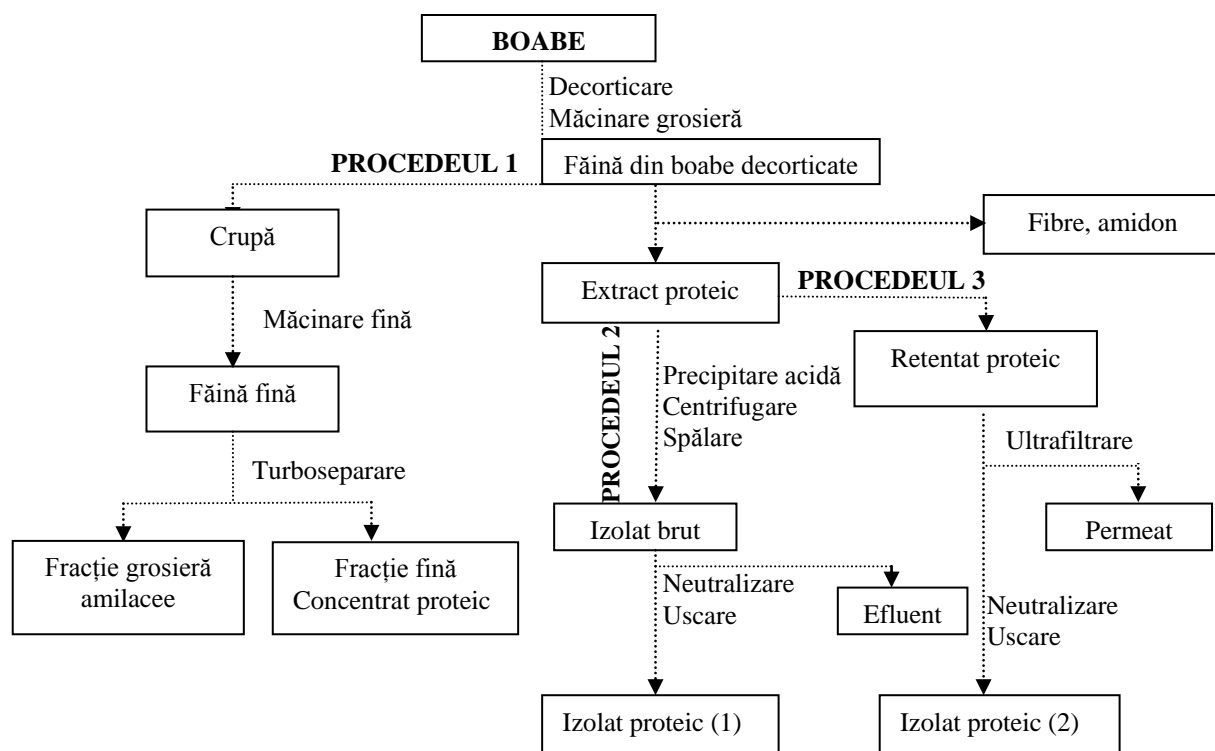 BOABE
Decorticare
Măcinare grosieră
PROCEDEUL 1
Făină din boabe decorticate
Crupă
Fibre, amidon
Extract proteic
PROCEDEUL 3
Măcinare fină
PROCEDEUL 2
Retentat proteic
Făină fină
Precipitare acidă
Centrifugare
Spălare
Turboseparare
Ultrafiltrare
Izolat brut
Permeat
Fracție grosieră
amilacee
Fracție fină
Concentrat proteic
Neutralizare
Uscare
Efluent
Neutralizare
Uscare
Izolat proteic (1)
Izolat proteic (2)